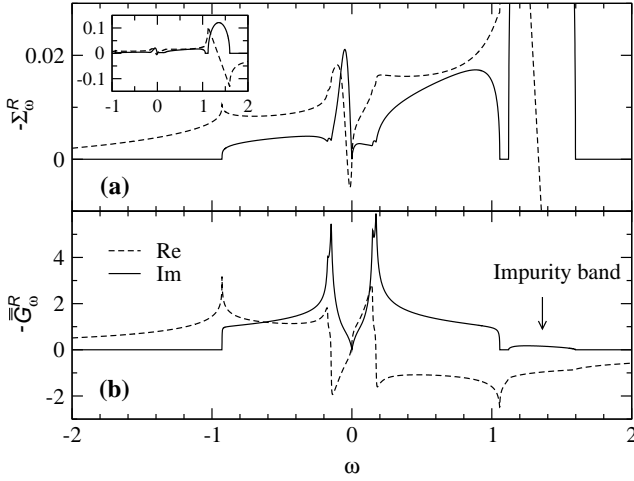 0.1
0
-0.1
-1 0 1 2
0.02
0
-Σ^R_ω
(a)
4
2
0
-2
-G^R_ω
Re
Im
Impurity band
(b)
-2 -1 0 1 2
ω